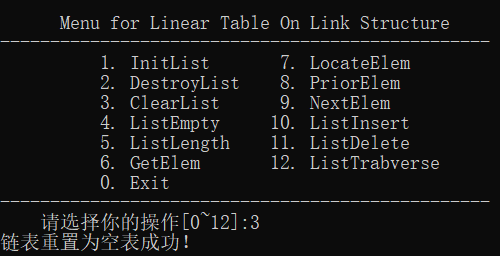 Menu for Linear Table On Link Structure
-------------------------------------------------
1. InitList 7. LocateElem
2. DestroyList 8. PriorElem
3. ClearList 9. NextElem
4. ListEmpty 10. ListInsert
5. ListLength 11. ListDelete
6. GetElem 12. ListTrabverse
0. Exit
-------------------------------------------------
请选择你的操作[0~12]:3
链表重置为空表成功!